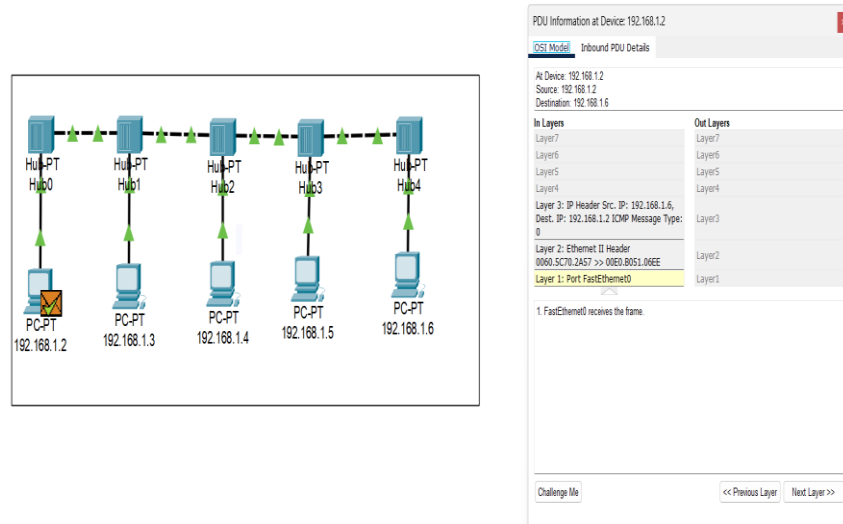 Hub-PT
Hub0
Hub-PT
Hub1
Hub-PT
Hub2
Hub-PT
Hub3
Hub-PT
Hub4
PC-PT
192.168.1.2
PC-PT
192.168.1.3
PC-PT
192.168.1.4
PC-PT
192.168.1.5
PC-PT
192.168.1.6
PDU Information at Device: 192.168.1.2
OSI Model Inbound PDU Details
At Device: 192.168.1.2
Source: 192.168.1.2
Destination: 192.168.1.6
In Layers
Layer7
Layer6
Layer5
Layer4
Layer 3: IP Header Src. IP: 192.168.1.6,
Dest. IP: 192.168.1.2 ICMP Message Type:
0
Layer 2: Ethernet II Header
0060.5C70.2A57 >> 00E0.B051.06EE
Layer 1: Port FastEthernet0
Out Layers
Layer7
Layer6
Layer5
Layer4
Layer3
Layer2
Layer1
1. FastEthernet0 receives the frame.
Challenge Me
<< Previous Layer
Next Layer >>